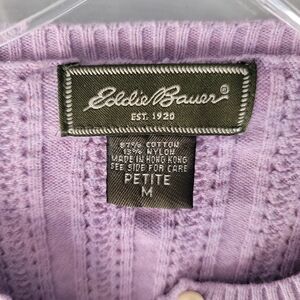 Eddie Bauer®
EST. 1920
87% COTTON
13% NYLON
MADE IN HONG KONG
SEE SIDE FOR CARE
PETITE
M